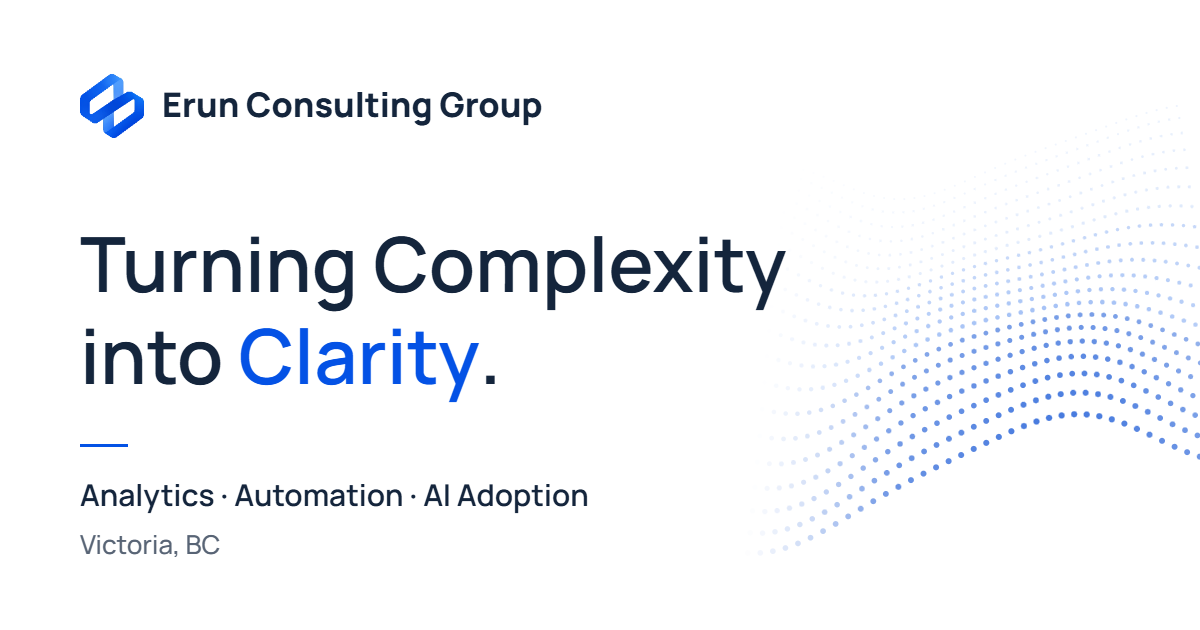 Erun Consulting Group
Turning Complexity
into Clarity.
Analytics · Automation · AI Adoption
Victoria, BC